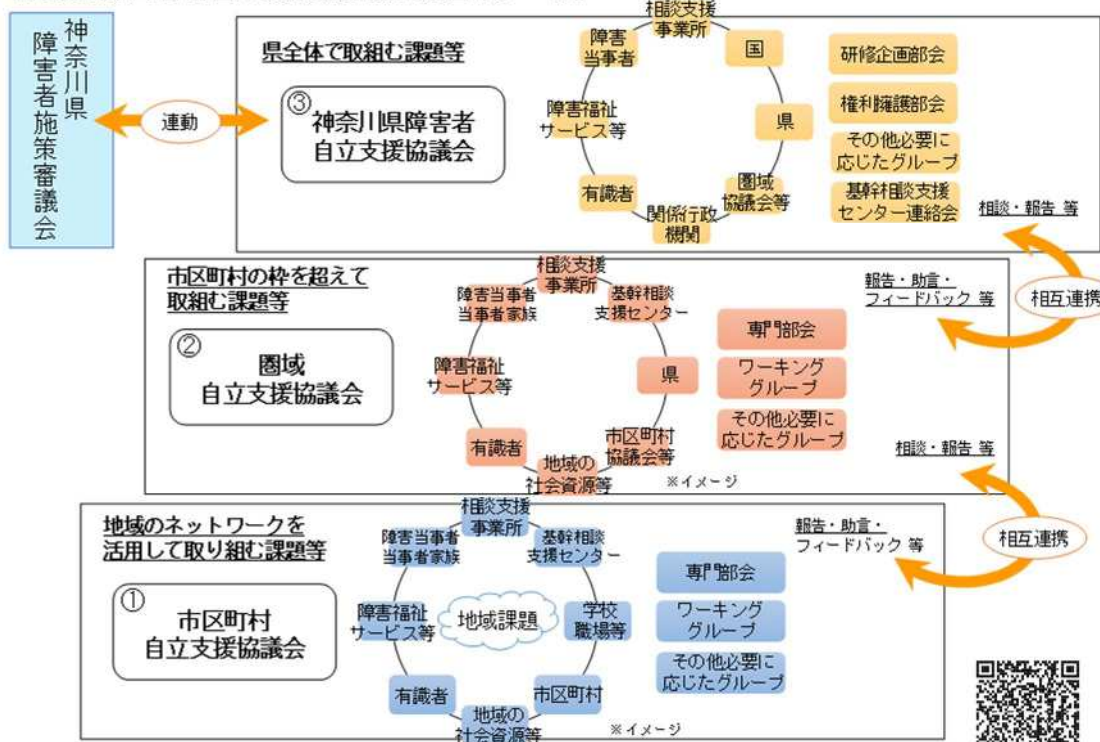 神奈川県
障害者施策審議会
連動
県全体で取組む課題等
③
神奈川県障害者
自立支援協議会
相談支援
事業所
国
県
圏域
協議会等
関係行政
機関
有識者
障害福祉
サービス等
障害
当事者
研修企画部会
権利擁護部会
その他必要に
応じたグループ
基幹相談支援
センター連絡会
相談・報告 等
相互連携
市区町村の枠を超えて
取組む課題等
②
圏域
自立支援協議会
相談支援
事業所
基幹相談
支援センター
県
市区町村
協議会等
地域の
社会資源等
有識者
障害福祉
サービス等
障害当事者
当事者家族
専門部会
ワーキング
グループ
その他必要に
応じたグループ
※イメージ
報告・助言・
フィードバック 等
相談・報告 等
相互連携
地域のネットワークを
活用して取り組む課題等
①
市区町村
自立支援協議会
相談支援
事業所
基幹相談
支援センター
学校
職場等
市区町村
地域の
社会資源等
有識者
障害福祉
サービス等
障害当事者
当事者家族
地域課題
専門部会
ワーキング
グループ
その他必要に
応じたグループ
※イメージ
報告・助言・
フィードバック 等